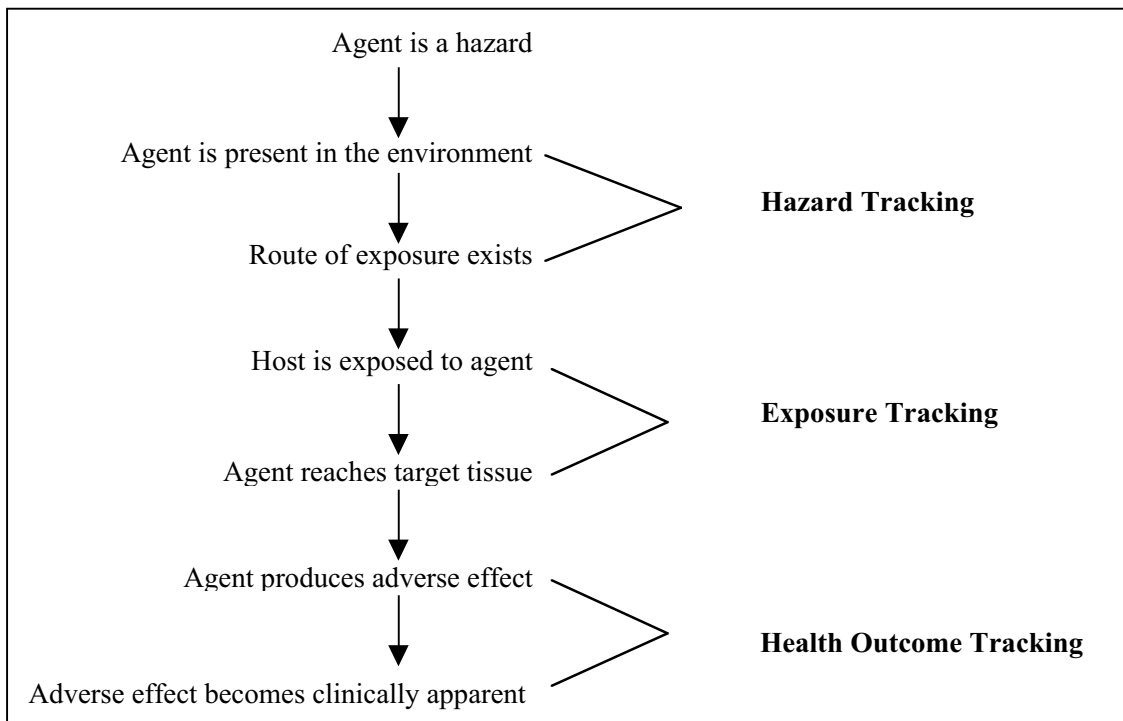 Agent is a hazard
Agent is present in the environment
Hazard Tracking
Route of exposure exists
Host is exposed to agent
Exposure Tracking
Agent reaches target tissue
Agent produces adverse effect
Health Outcome Tracking
Adverse effect becomes clinically apparent